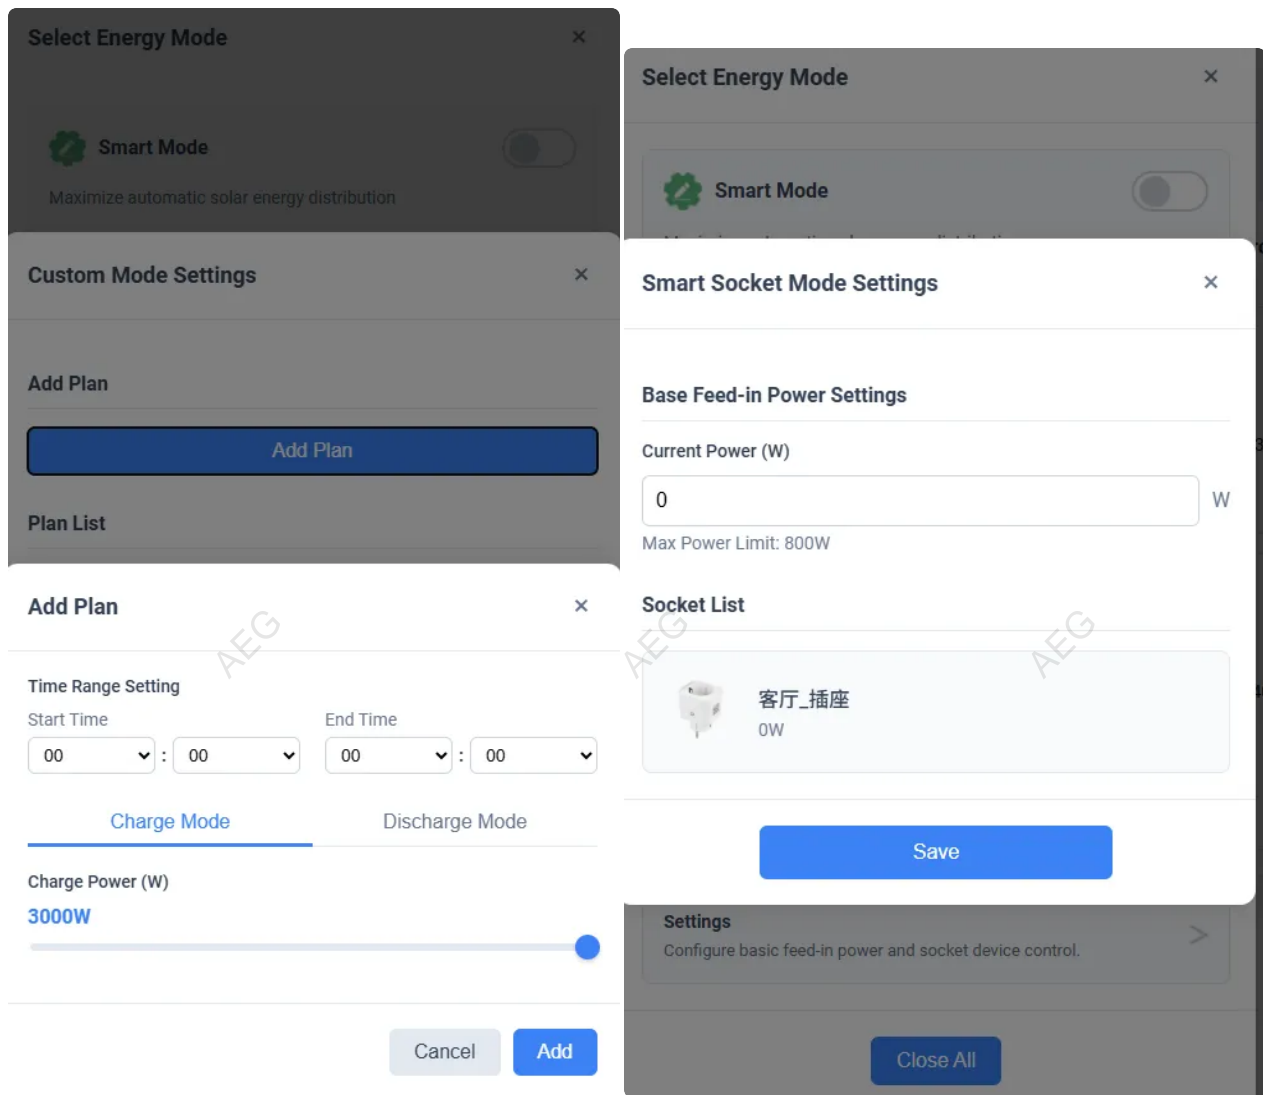 Select Energy Mode
×
Smart Mode
Maximize automatic solar energy distribution
Custom Mode Settings
×
Add Plan
Add Plan
Plan List
Add Plan
×
Time Range Setting
Start Time
End Time
00 : 00
00 : 00
Charge Mode
Discharge Mode
Charge Power (W)
3000W
Cancel
Add
AEG
Select Energy Mode
×
Smart Mode
Smart Socket Mode Settings
×
Base Feed-in Power Settings
Current Power (W)
0
W
Max Power Limit: 800W
Socket List
AEG
AEG
客厅_插座
0W
Save
Settings
Configure basic feed-in power and socket device control.
Close All